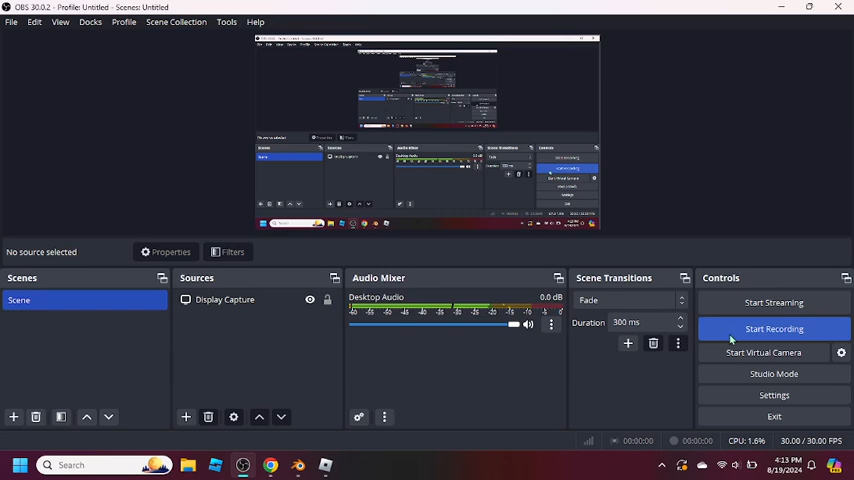 OBS 30.0.2 - Profile: Untitled - Scenes: Untitled
File Edit View Docks Profile Scene Collection Tools Help
No source selected Properties Filters
Scenes
Scene
Sources
Display Capture
Audio Mixer
Desktop Audio 0.0 dB
-60 -55 -50 -45 -40 -35 -30 -25 -20 -15 -10 -5 0
Scene Transitions
Fade
Duration 300 ms
Controls
Start Streaming
Start Recording
Start Virtual Camera
Studio Mode
Settings
Exit
00:00:00 00:00:00 CPU: 1.6% 30.00 / 30.00 FPS
Search
4:13 PM
8/19/2024